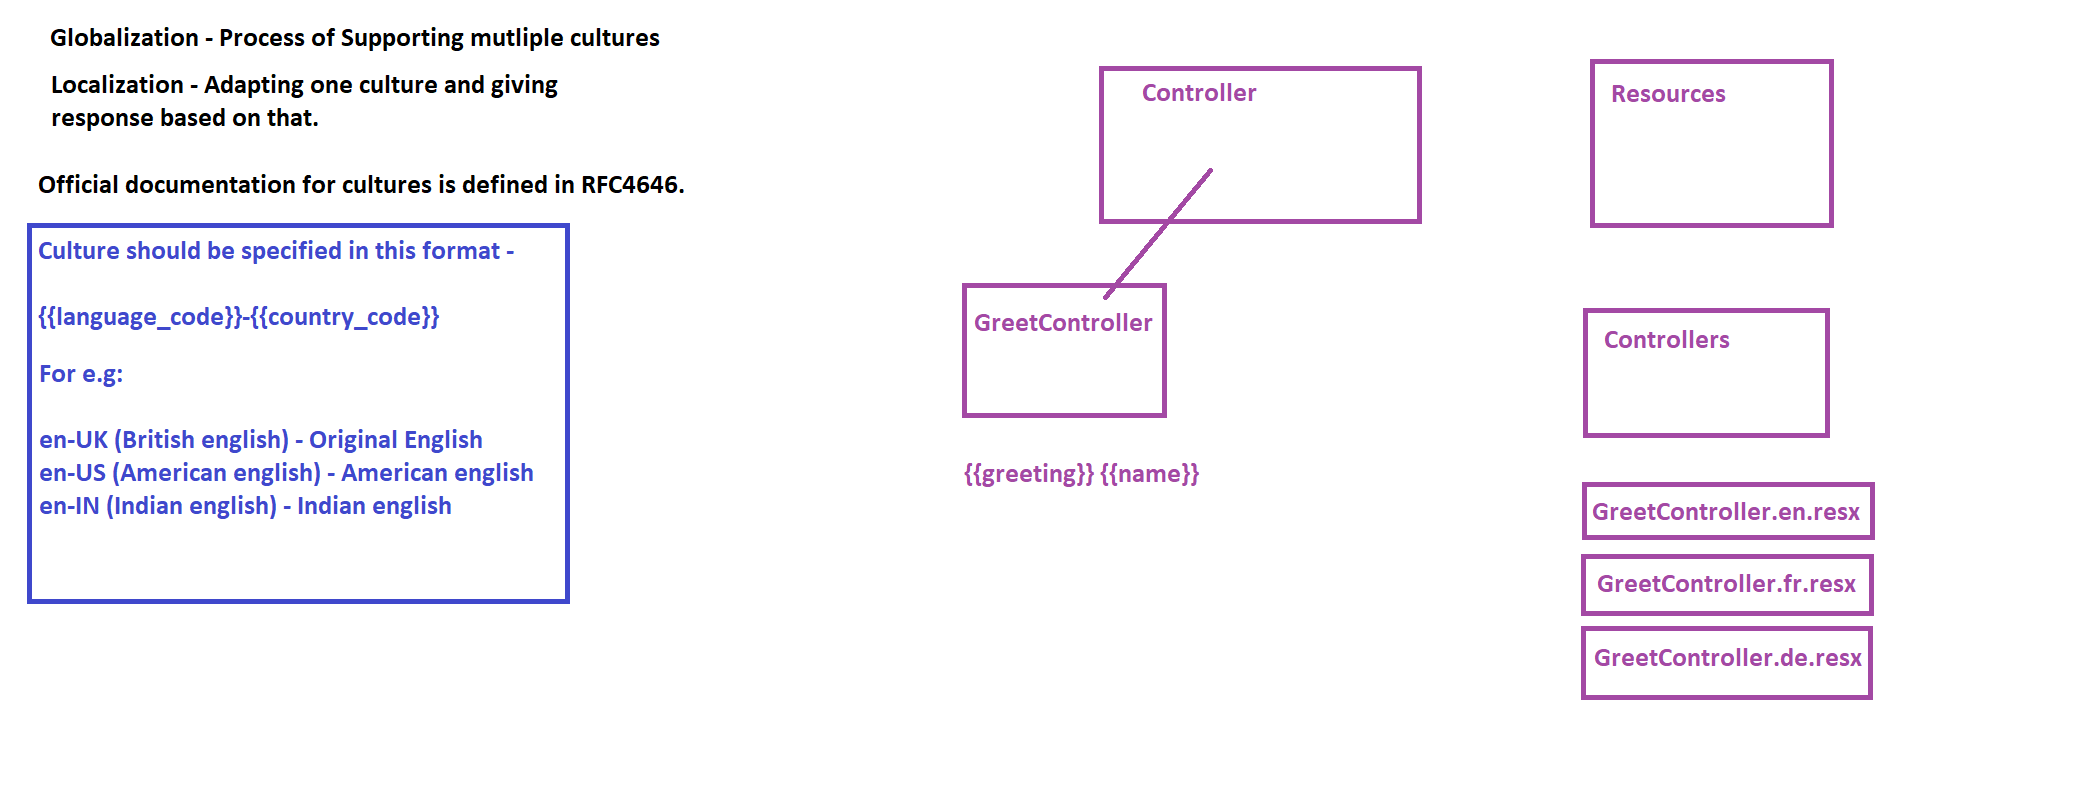 Globalization - Process of Supporting mutliple cultures
Localization - Adapting one culture and giving
response based on that.
Official documentation for cultures is defined in RFC4646.
Culture should be specified in this format -
{{language_code}}-{{country_code}}
For e.g:
en-UK (British english) - Original English
en-US (American english) - American english
en-IN (Indian english) - Indian english
Controller
GreetController
{{greeting}} {{name}}
Resources
Controllers
GreetController.en.resx
GreetController.fr.resx
GreetController.de.resx